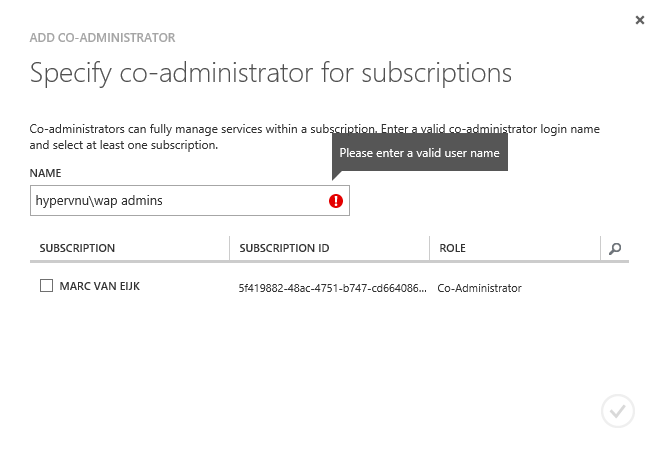 ADD CO-ADMINISTRATOR
Specify co-administrator for subscriptions
Co-administrators can fully manage services within a subscription. Enter a valid co-administrator login name
and select at least one subscription.
Please enter a valid user name
NAME
hypervnu\wap admins
SUBSCRIPTION SUBSCRIPTION ID ROLE
MARC VAN EIJK 5f419882-48ac-4751-b747-cd664086... Co-Administrator